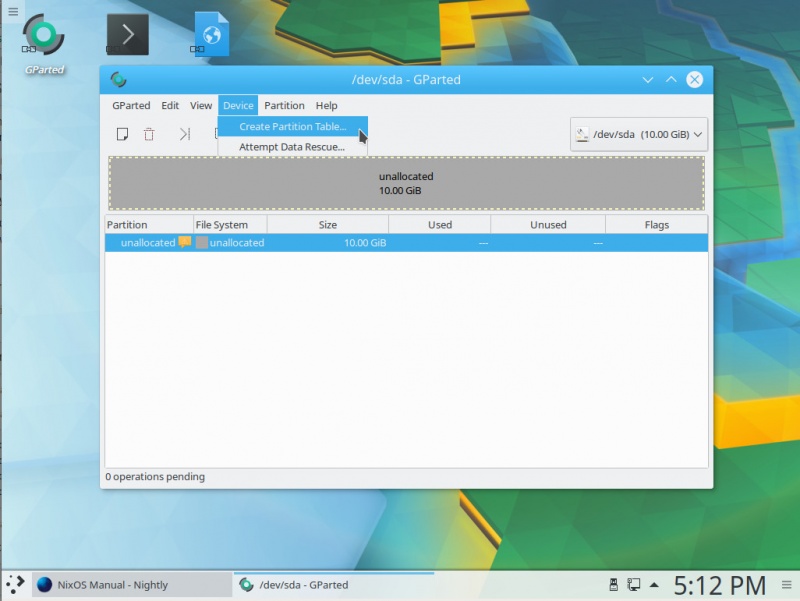 GParted
/dev/sda - GParted
GParted Edit View Device Partition Help
Create Partition Table...
Attempt Data Rescue...
/dev/sda (10.00 GiB)
unallocated
10.00 GiB
Partition File System Size Used Unused Flags
unallocated unallocated 10.00 GiB --- ---
0 operations pending
NixOS Manual - Nightly /dev/sda - GParted 5:12 PM